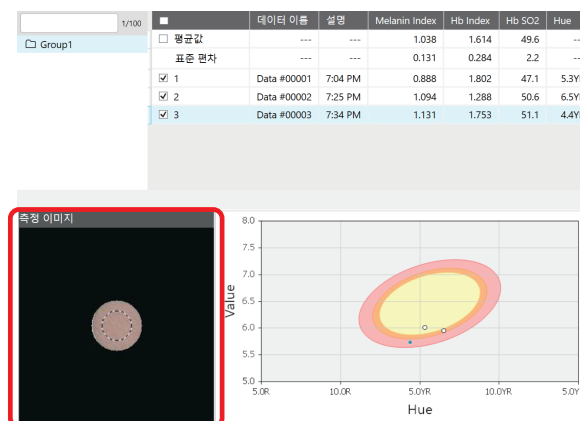 1/100
Group1
데이터 이름 설명 Melanin Index Hb Index Hb SO2 Hue
평균값 --- --- 1.038 1.614 49.6 ---
표준 편차 --- --- 0.131 0.284 2.2 ---
1 Data #00001 7:04 PM 0.888 1.802 47.1 5.3Y
2 Data #00002 7:25 PM 1.094 1.288 50.6 6.5Y
3 Data #00003 7:34 PM 1.131 1.753 51.1 4.4Y
측정 이미지
Value
8.0
7.5
7.0
6.5
6.0
5.5
5.0
5.0R 10.0R 5.0YR 10.0YR 5.0Y
Hue